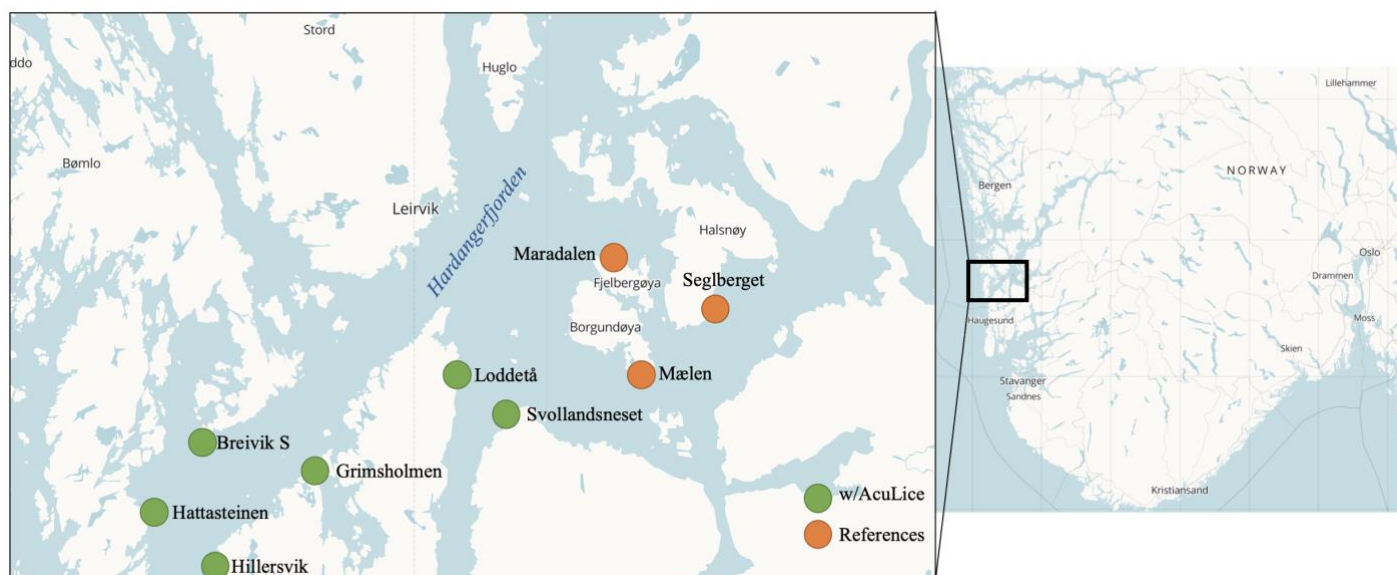 Stord
ddo
Huglo
Bømlo
Leirvik
Hardangerfjorden
Halsnøy
Maradalen
Fjelbergøya
Seglberget
Borgundøya
Loddetå
Mælen
Svollandsneset
Breivik S
Grimsholmen
Hattasteinen
Hillersvik
w/AcuLice
References
Lillehammer
NORWAY
Bergen
Oslo
Drammen
Moss
Haugesund
Skien
Stavanger
Sandnes
Kristiansand